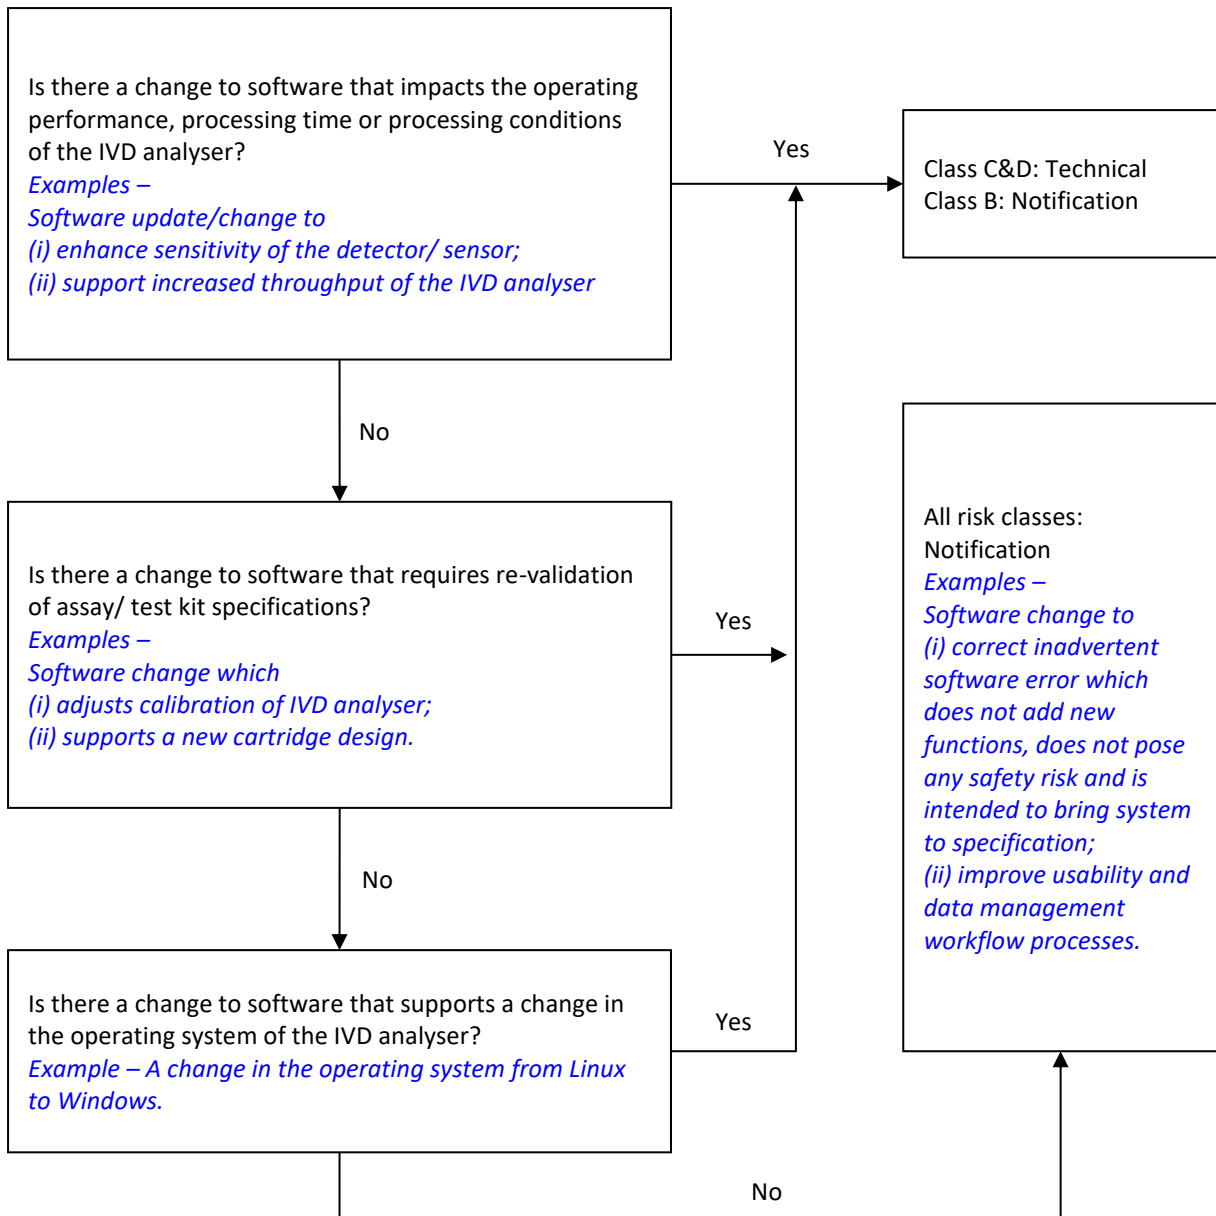 Is there a change to software that impacts the operating
performance, processing time or processing conditions
of the IVD analyser?
Examples –
Software update/change to
(i) enhance sensitivity of the detector/ sensor;
(ii) support increased throughput of the IVD analyser
Yes
Class C&D: Technical
Class B: Notification
No
Is there a change to software that requires re-validation
of assay/ test kit specifications?
Examples –
Software change which
(i) adjusts calibration of IVD analyser;
(ii) supports a new cartridge design.
Yes
All risk classes:
Notification
Examples –
Software change to
(i) correct inadvertent
software error which
does not add new
functions, does not pose
any safety risk and is
intended to bring system
to specification;
(ii) improve usability and
data management
workflow processes.
No
Is there a change to software that supports a change in
the operating system of the IVD analyser?
Example – A change in the operating system from Linux
to Windows.
Yes
No